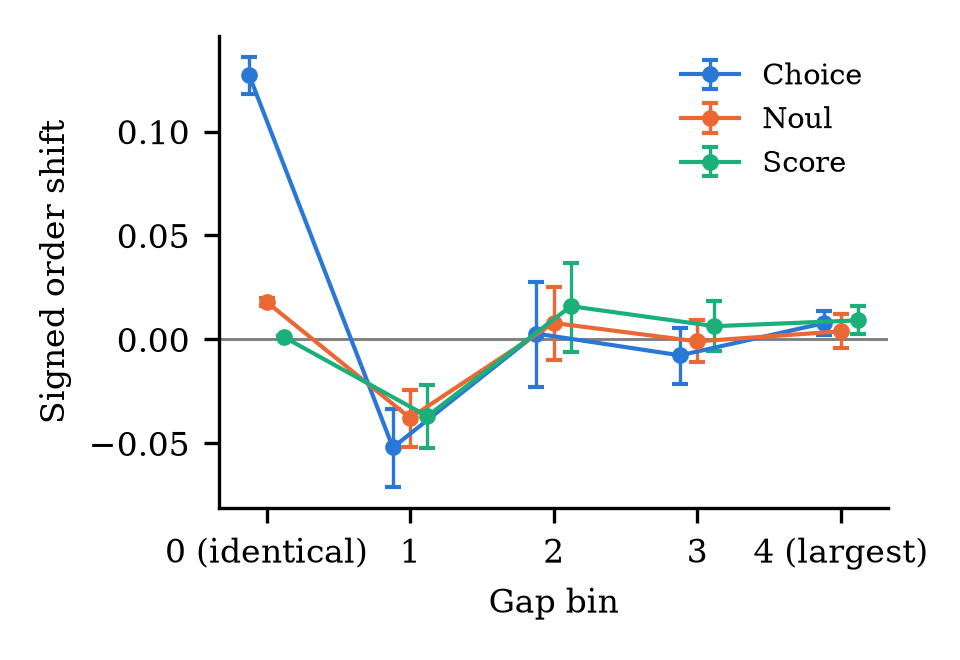 Choice
Noul
Score
0.10
0.05
0.00
−0.05
Signed order shift
0 (identical) 1 2 3 4 (largest)
Gap bin